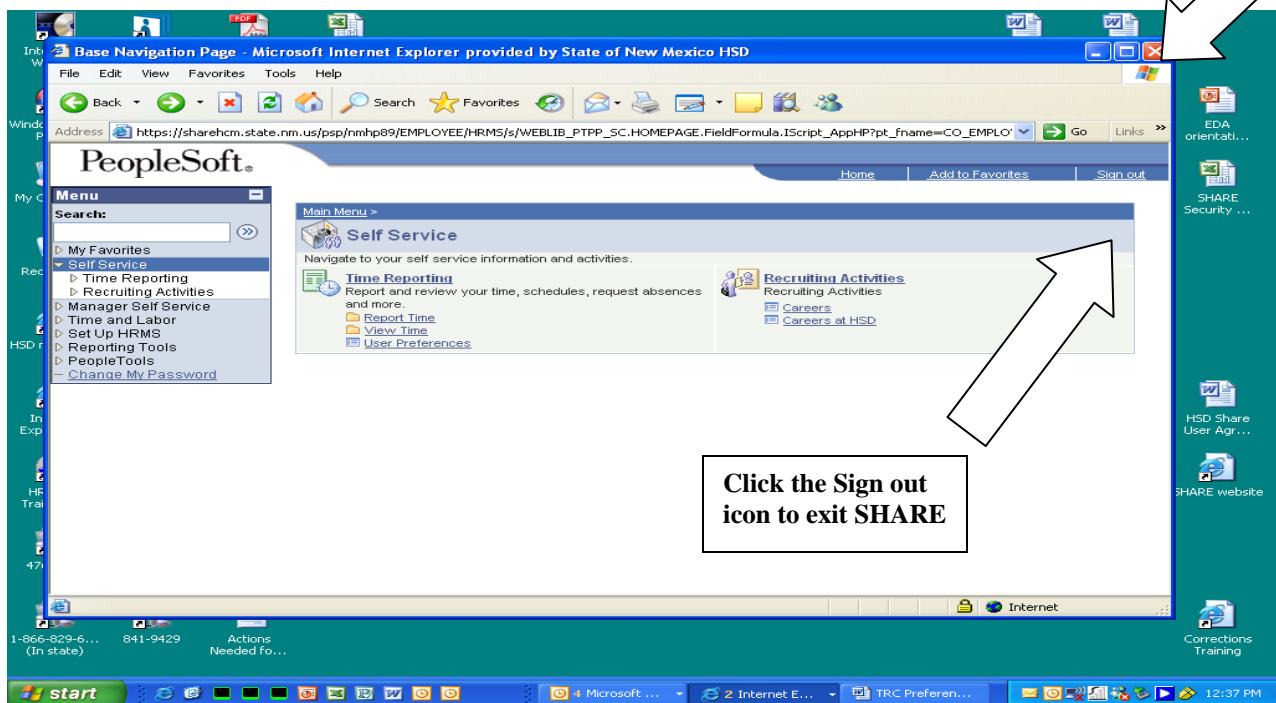 Base Navigation Page - Microsoft Internet Explorer provided by State of New Mexico HSD
File Edit View Favorites Tools Help
Back Search Favorites
Address https://sharehcm.state.nm.us/psp/nmhp89/EMPLOYEE/HRMS/s/WEBLIB_PTPP_SC.HOMEPAGE.FieldFormula.IScript_AppHP?pt_fname=CO_EMPLO Go Links »
PeopleSoft®
Home Add to Favorites Sign out
Menu
Search:
My Favorites
Self Service
Time Reporting
Recruiting Activities
Manager Self Service
Time and Labor
Set Up HRMS
Reporting Tools
PeopleTools
Change My Password
Main Menu >
Self Service
Navigate to your self service information and activities.
Time Reporting
Report and review your time, schedules, request absences
and more.
Report Time
View Time
User Preferences
Recruiting Activities
Recruiting Activities
Careers
Careers at HSD
Click the Sign out
icon to exit SHARE
Internet
EDA
orientati...
SHARE
Security ...
HSD Share
User Agr...
SHARE website
Corrections
Training
1-866-829-6...
(In state)
841-9429
Actions
Needed fo...
start
4 Microsoft ...
2 Internet E...
TRC Preferen...
12:37 PM